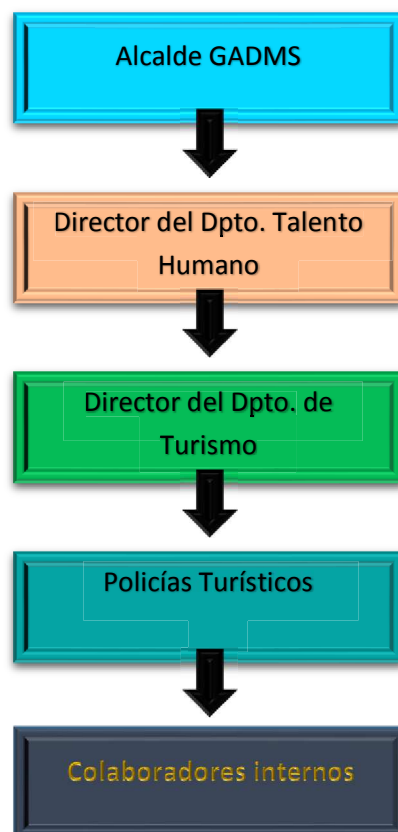 Alcalde GADMS
Director del Dpto. Talento
Humano
Director del Dpto. de
Turismo
Policías Turísticos
Colaboradores internos